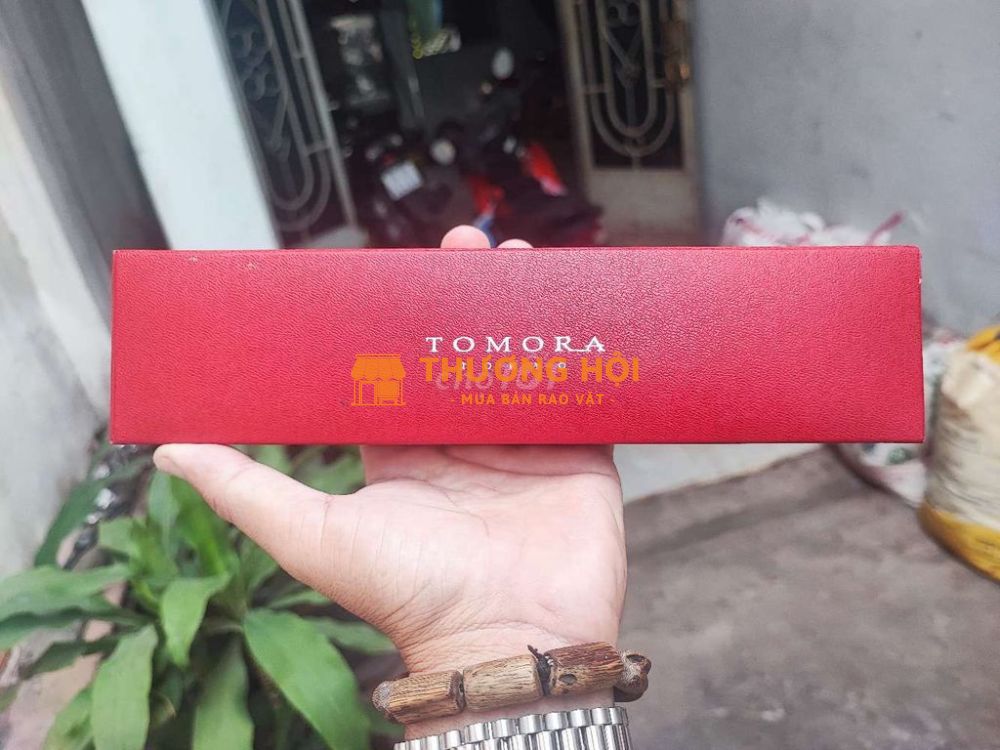 TOMORA
THƯƠNG HỘI
- MUA BÁN RAO VẶT -